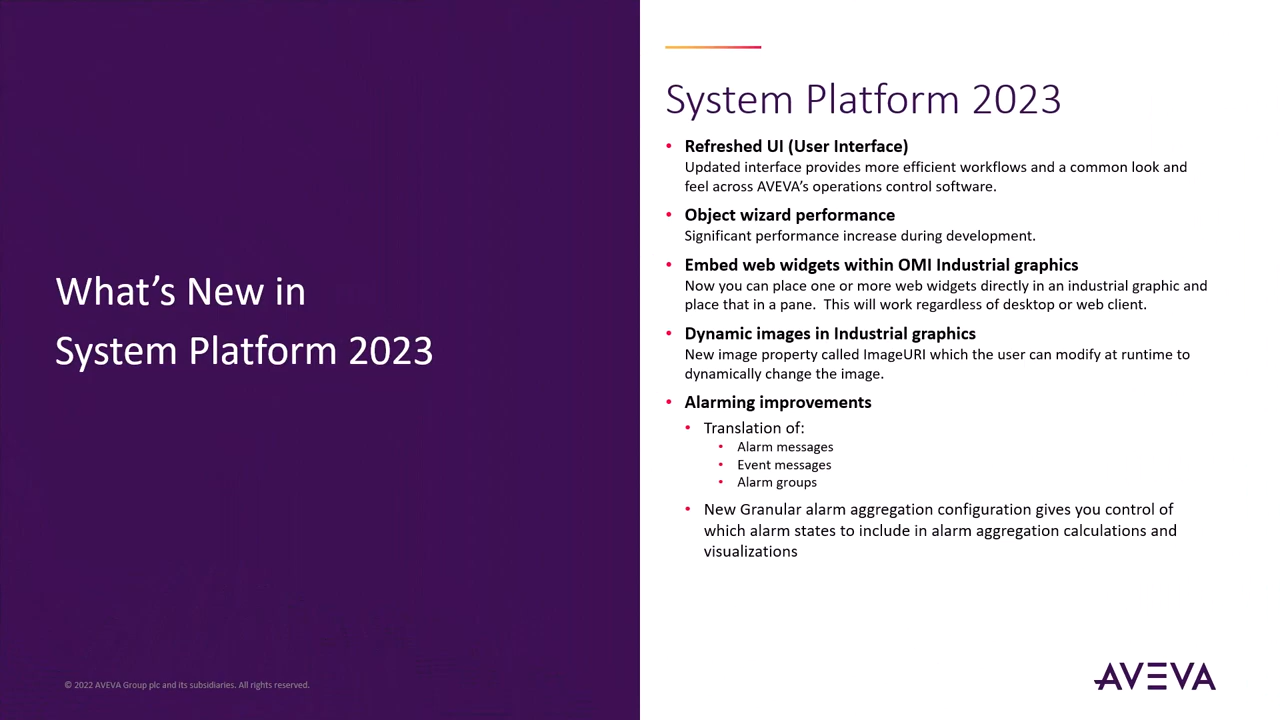 What's New in
System Platform 2023
© 2022 AVEVA Group plc and its subsidiaries. All rights reserved.
System Platform 2023
• Refreshed UI (User Interface)
Updated interface provides more efficient workflows and a common look and
feel across AVEVA's operations control software.
• Object wizard performance
Significant performance increase during development.
• Embed web widgets within OMI Industrial graphics
Now you can place one or more web widgets directly in an industrial graphic and
place that in a pane.  This will work regardless of desktop or web client.
• Dynamic images in Industrial graphics
New image property called ImageURI which the user can modify at runtime to
dynamically change the image.
• Alarming improvements
• Translation of:
• Alarm messages
• Event messages
• Alarm groups
• New Granular alarm aggregation configuration gives you control of
which alarm states to include in alarm aggregation calculations and
visualizations
AVEVA